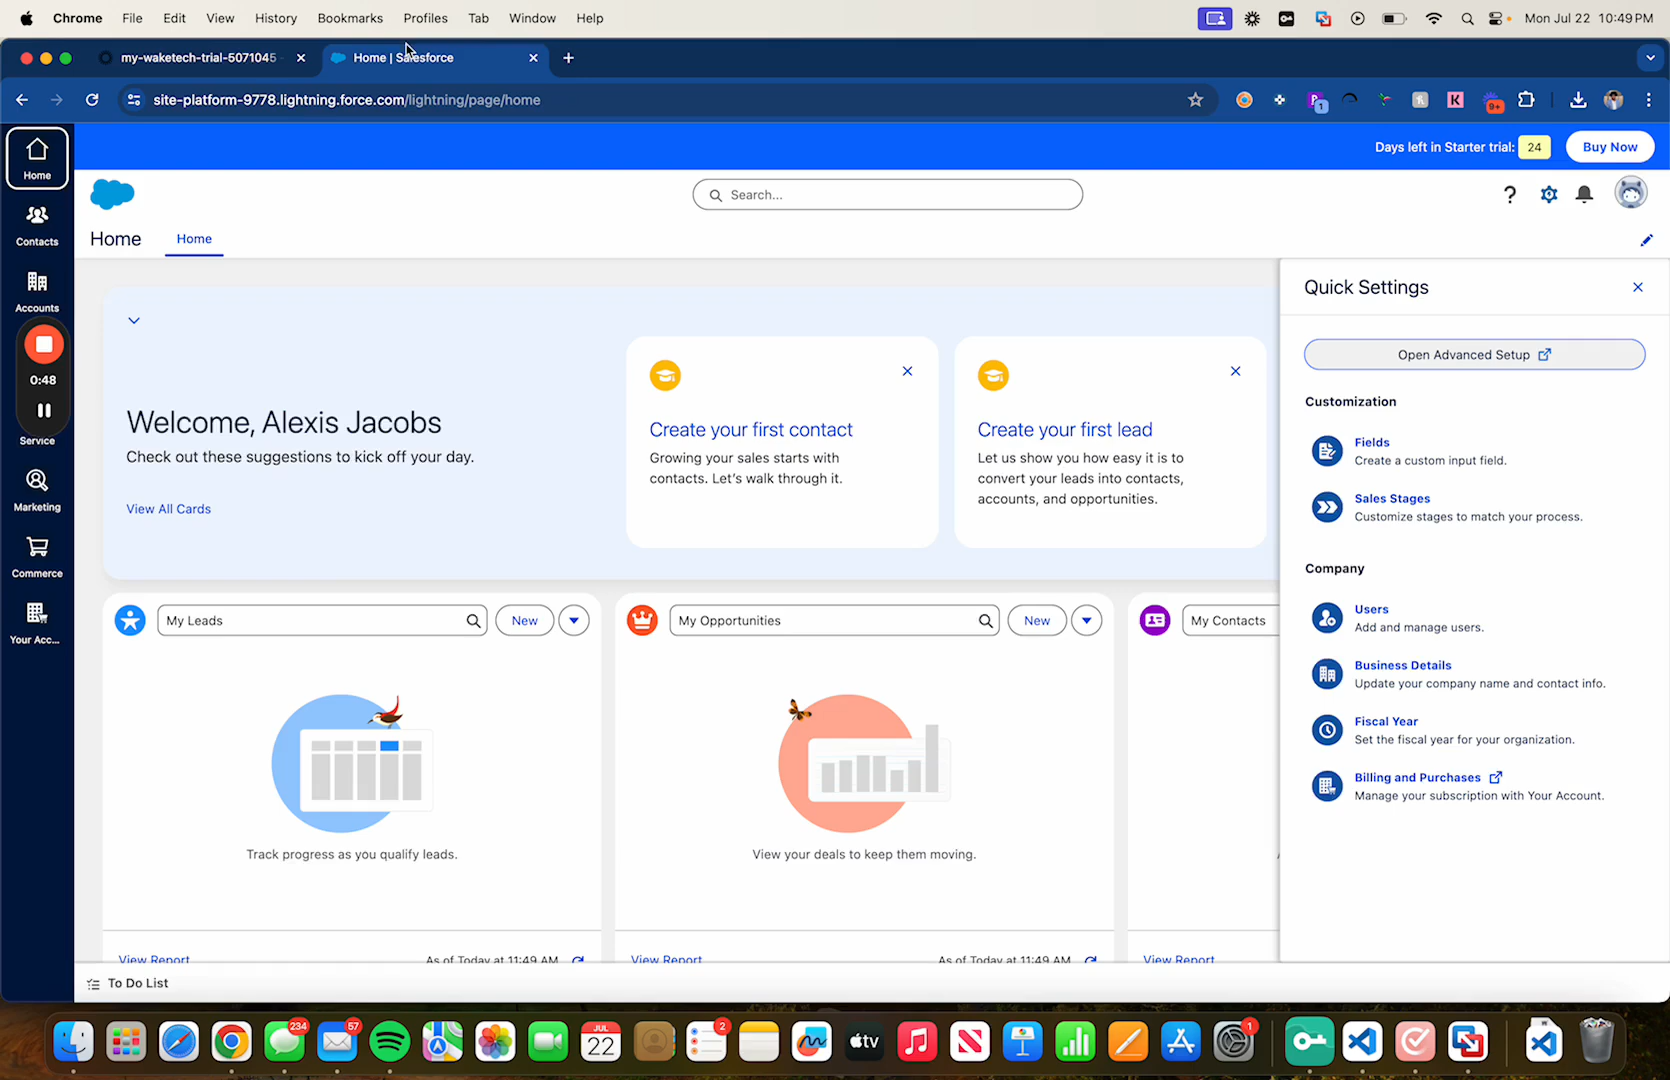 Chrome File Edit View History Bookmarks Profiles Tab Window Help
Mon Jul 22 10:49 PM
my-waketech-trial-5071045
Home | Salesforce
site-platform-9778.lightning.force.com/lightning/page/home
1
9+
Days left in Starter trial: 24 Buy Now
Home
Contacts
Accounts
0:48
Service
Marketing
Commerce
Your Acc...
Search...
Home Home
Quick Settings
Open Advanced Setup
Customization
Fields
Create a custom input field.
Sales Stages
Customize stages to match your process.
Company
Users
Add and manage users.
Business Details
Update your company name and contact info.
Fiscal Year
Set the fiscal year for your organization.
Billing and Purchases
Manage your subscription with Your Account.
Welcome, Alexis Jacobs
Check out these suggestions to kick off your day.
View All Cards
Create your first contact
Growing your sales starts with
contacts. Let's walk through it.
Create your first lead
Let us show you how easy it is to
convert your leads into contacts,
accounts, and opportunities.
My Leads New
Track progress as you qualify leads.
View Report As of Today at 11:49 AM
My Opportunities New
View your deals to keep them moving.
View Report As of Today at 11:49 AM
My Contacts
View Report
To Do List
234
57
JUL
22
2
tv
1